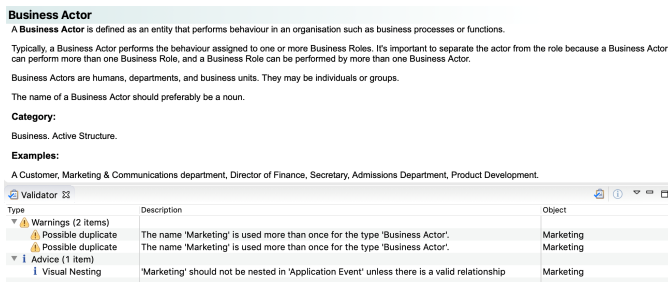 Business Actor
A Business Actor is defined as an entity that performs behaviour in an organisation such as business processes or functions.
Typically, a Business Actor performs the behaviour assigned to one or more Business Roles. It's important to separate the actor from the role because a Business Actor
can perform more than one Business Role, and a Business Role can be performed by more than one Business Actor.
Business Actors are humans, departments, and business units. They may be individuals or groups.
The name of a Business Actor should preferably be a noun.
Category:
Business. Active Structure.
Examples:
A Customer, Marketing & Communications department, Director of Finance, Secretary, Admissions Department, Product Development.
Validator
Type Description Object
Warnings (2 items)
Possible duplicate The name 'Marketing' is used more than once for the type 'Business Actor'. Marketing
Possible duplicate The name 'Marketing' is used more than once for the type 'Business Actor'. Marketing
Advice (1 item)
Visual Nesting 'Marketing' should not be nested in 'Application Event' unless there is a valid relationship Marketing